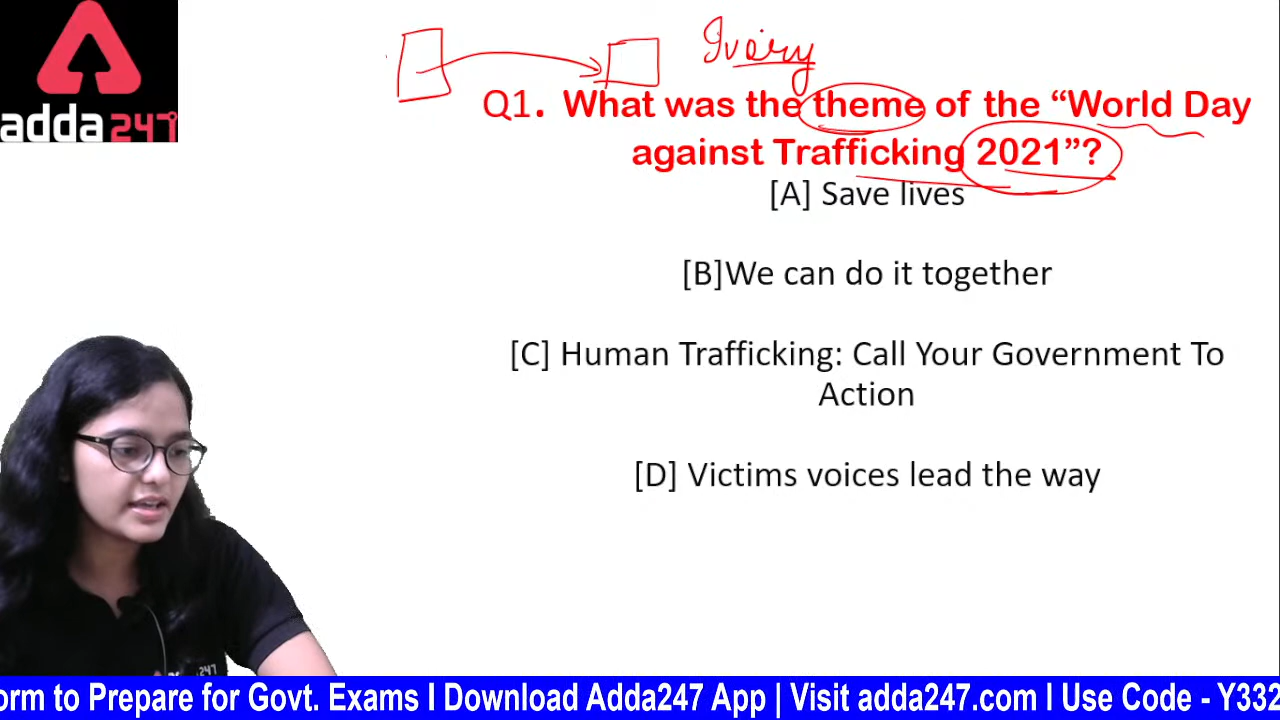 adda247
Ivory
Q1. What was the theme of the “World Day
against Trafficking 2021”?
[A] Save lives
[B]We can do it together
[C] Human Trafficking: Call Your Government To
Action
[D] Victims voices lead the way
247
orm to Prepare for Govt. Exams I Download Adda247 App | Visit adda247.com I Use Code - Y332